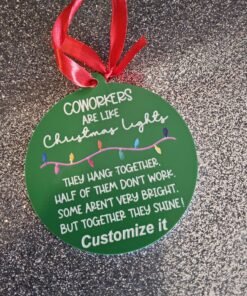 COWORKERS
ARE LIKE
Christmas lights
THEY HANG TOGETHER,
HALF OF THEM DON'T WORK,
SOME AREN'T VERY BRIGHT.
BUT TOGETHER THEY SHINE!
Customize it